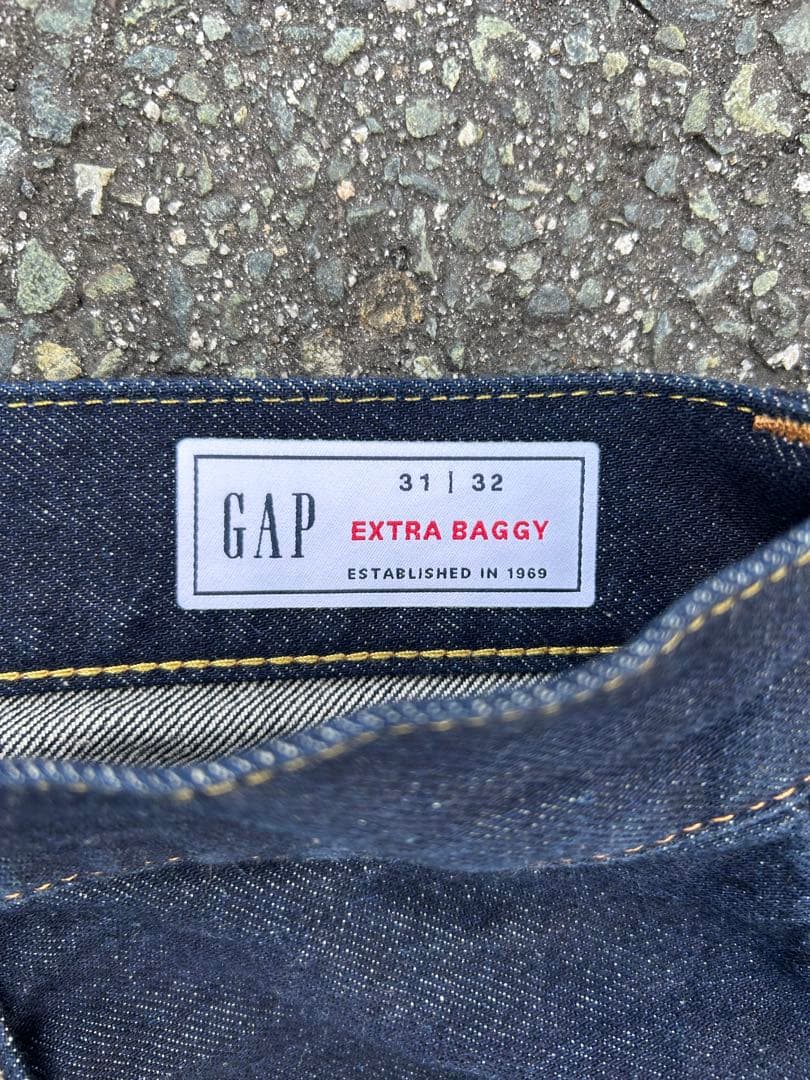 GAP
31 | 32
EXTRA BAGGY
ESTABLISHED IN 1969